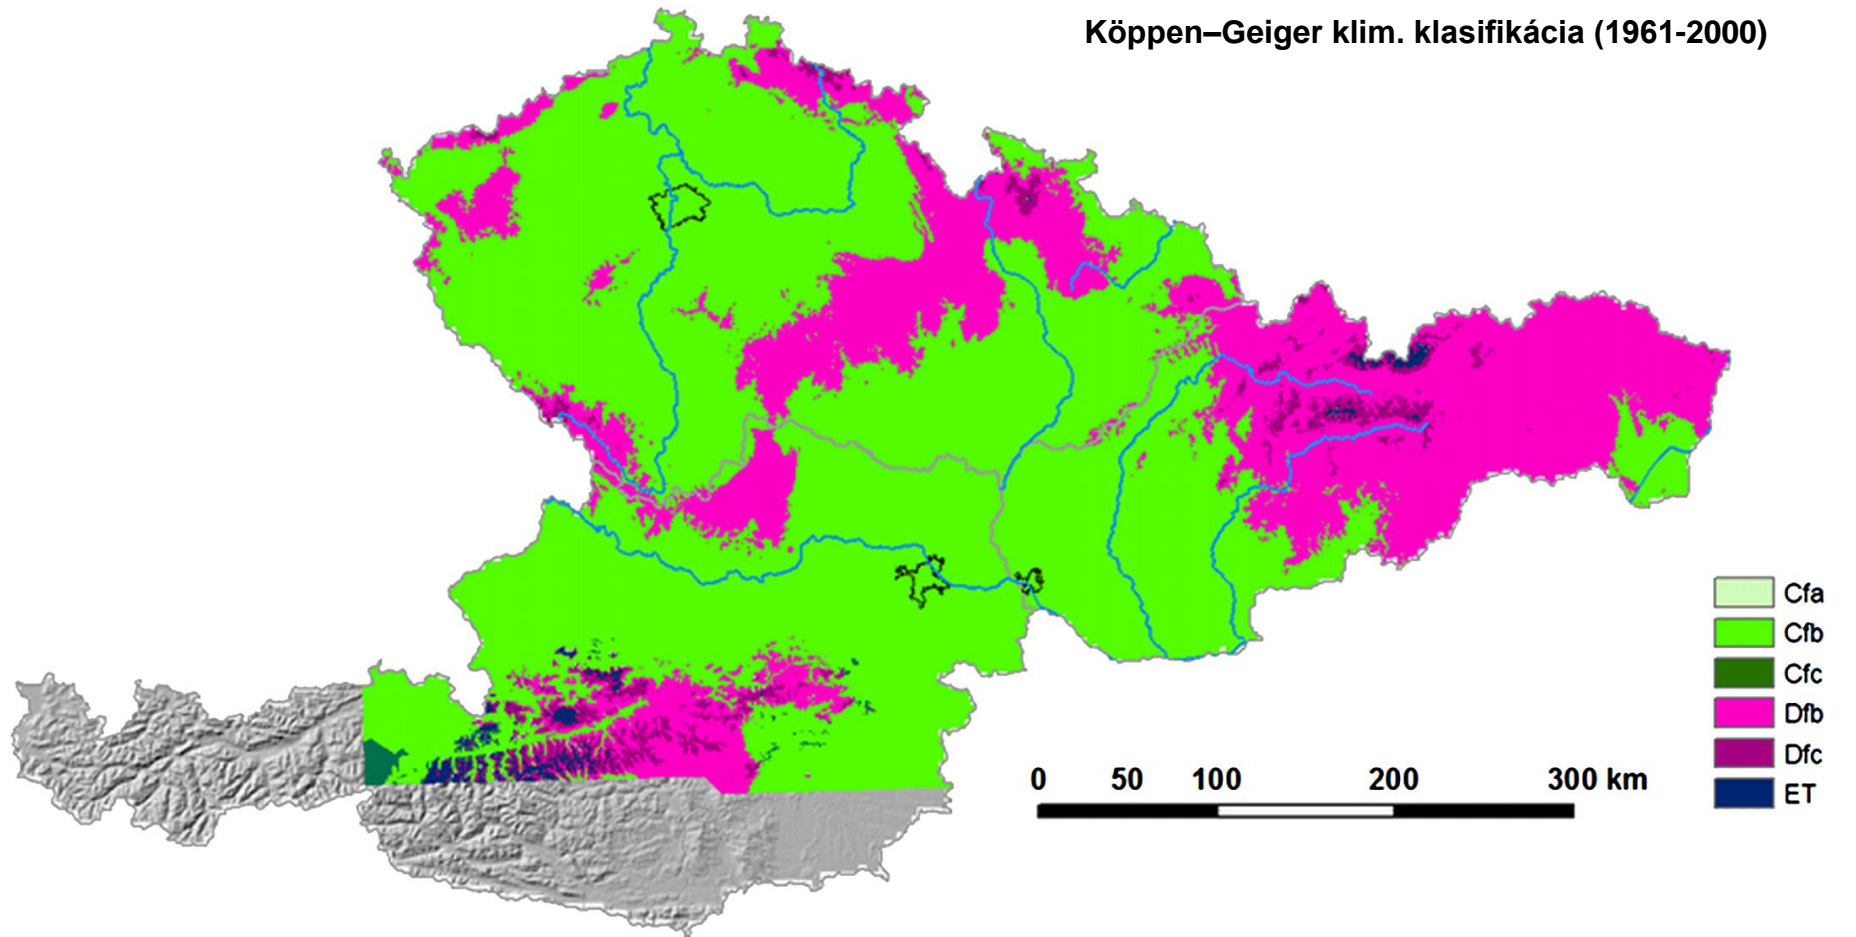 Köppen–Geiger klim. klasifikácia (1961-2000)
Cfa
Cfb
Cfc
Dfb
Dfc
ET
0 50 100 200 300 km